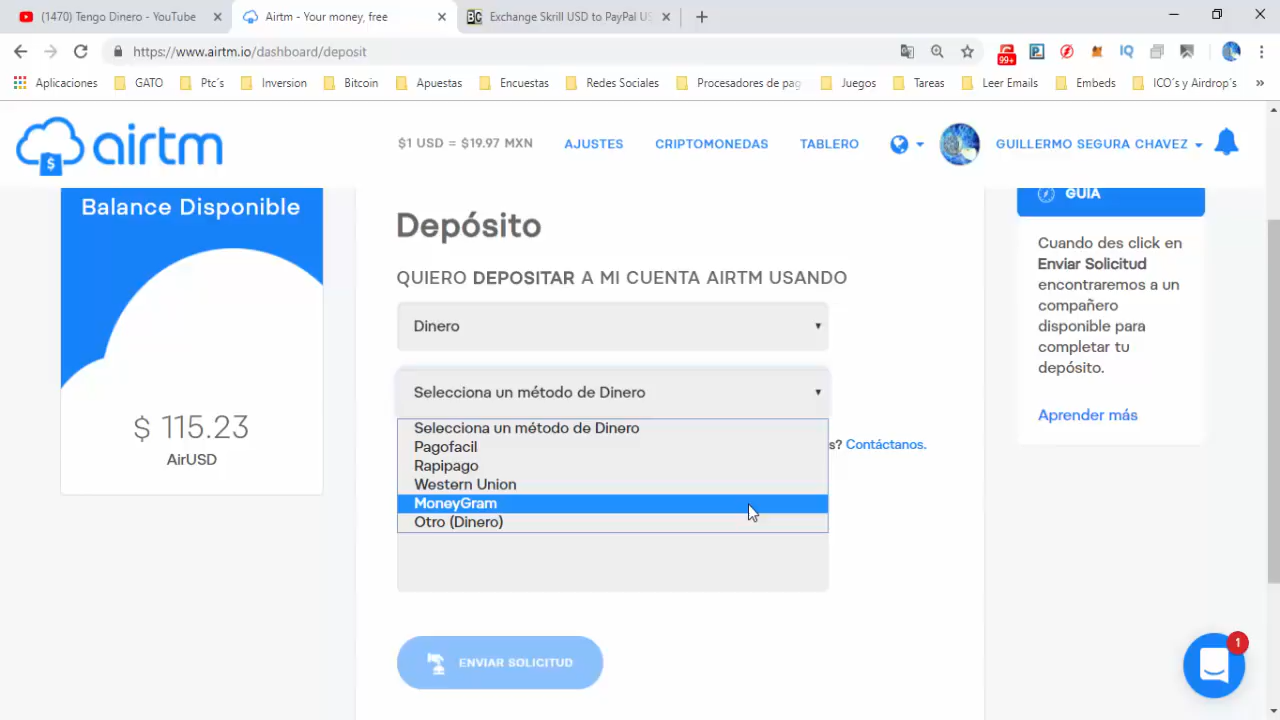 (1470) Tengo Dinero - YouTube
Airtm - Your money, free
BC Exchange Skrill USD to PayPal US
https://www.airtm.io/dashboard/deposit
99+
IQ
Aplicaciones GATO Ptc's Inversion Bitcoin Apuestas Encuestas Redes Sociales Procesadores de pag Juegos Tareas Leer Emails Embeds ICO´s y Airdrop´s »
$ airtm
$1 USD = $19.97 MXN AJUSTES CRIPTOMONEDAS TABLERO GUILLERMO SEGURA CHAVEZ
Balance Disponible
$ 115.23
AirUSD
Depósito
QUIERO DEPOSITAR A MI CUENTA AIRTM USANDO
Dinero
Selecciona un método de Dinero
Selecciona un método de Dinero
Pagofacil
Rapipago
Western Union
MoneyGram
Otro (Dinero)
s? Contáctanos.
ENVIAR SOLICITUD
GUÍA
Cuando des click en
Enviar Solicitud
encontraremos a un
compañero
disponible para
completar tu
depósito.
Aprender más
1